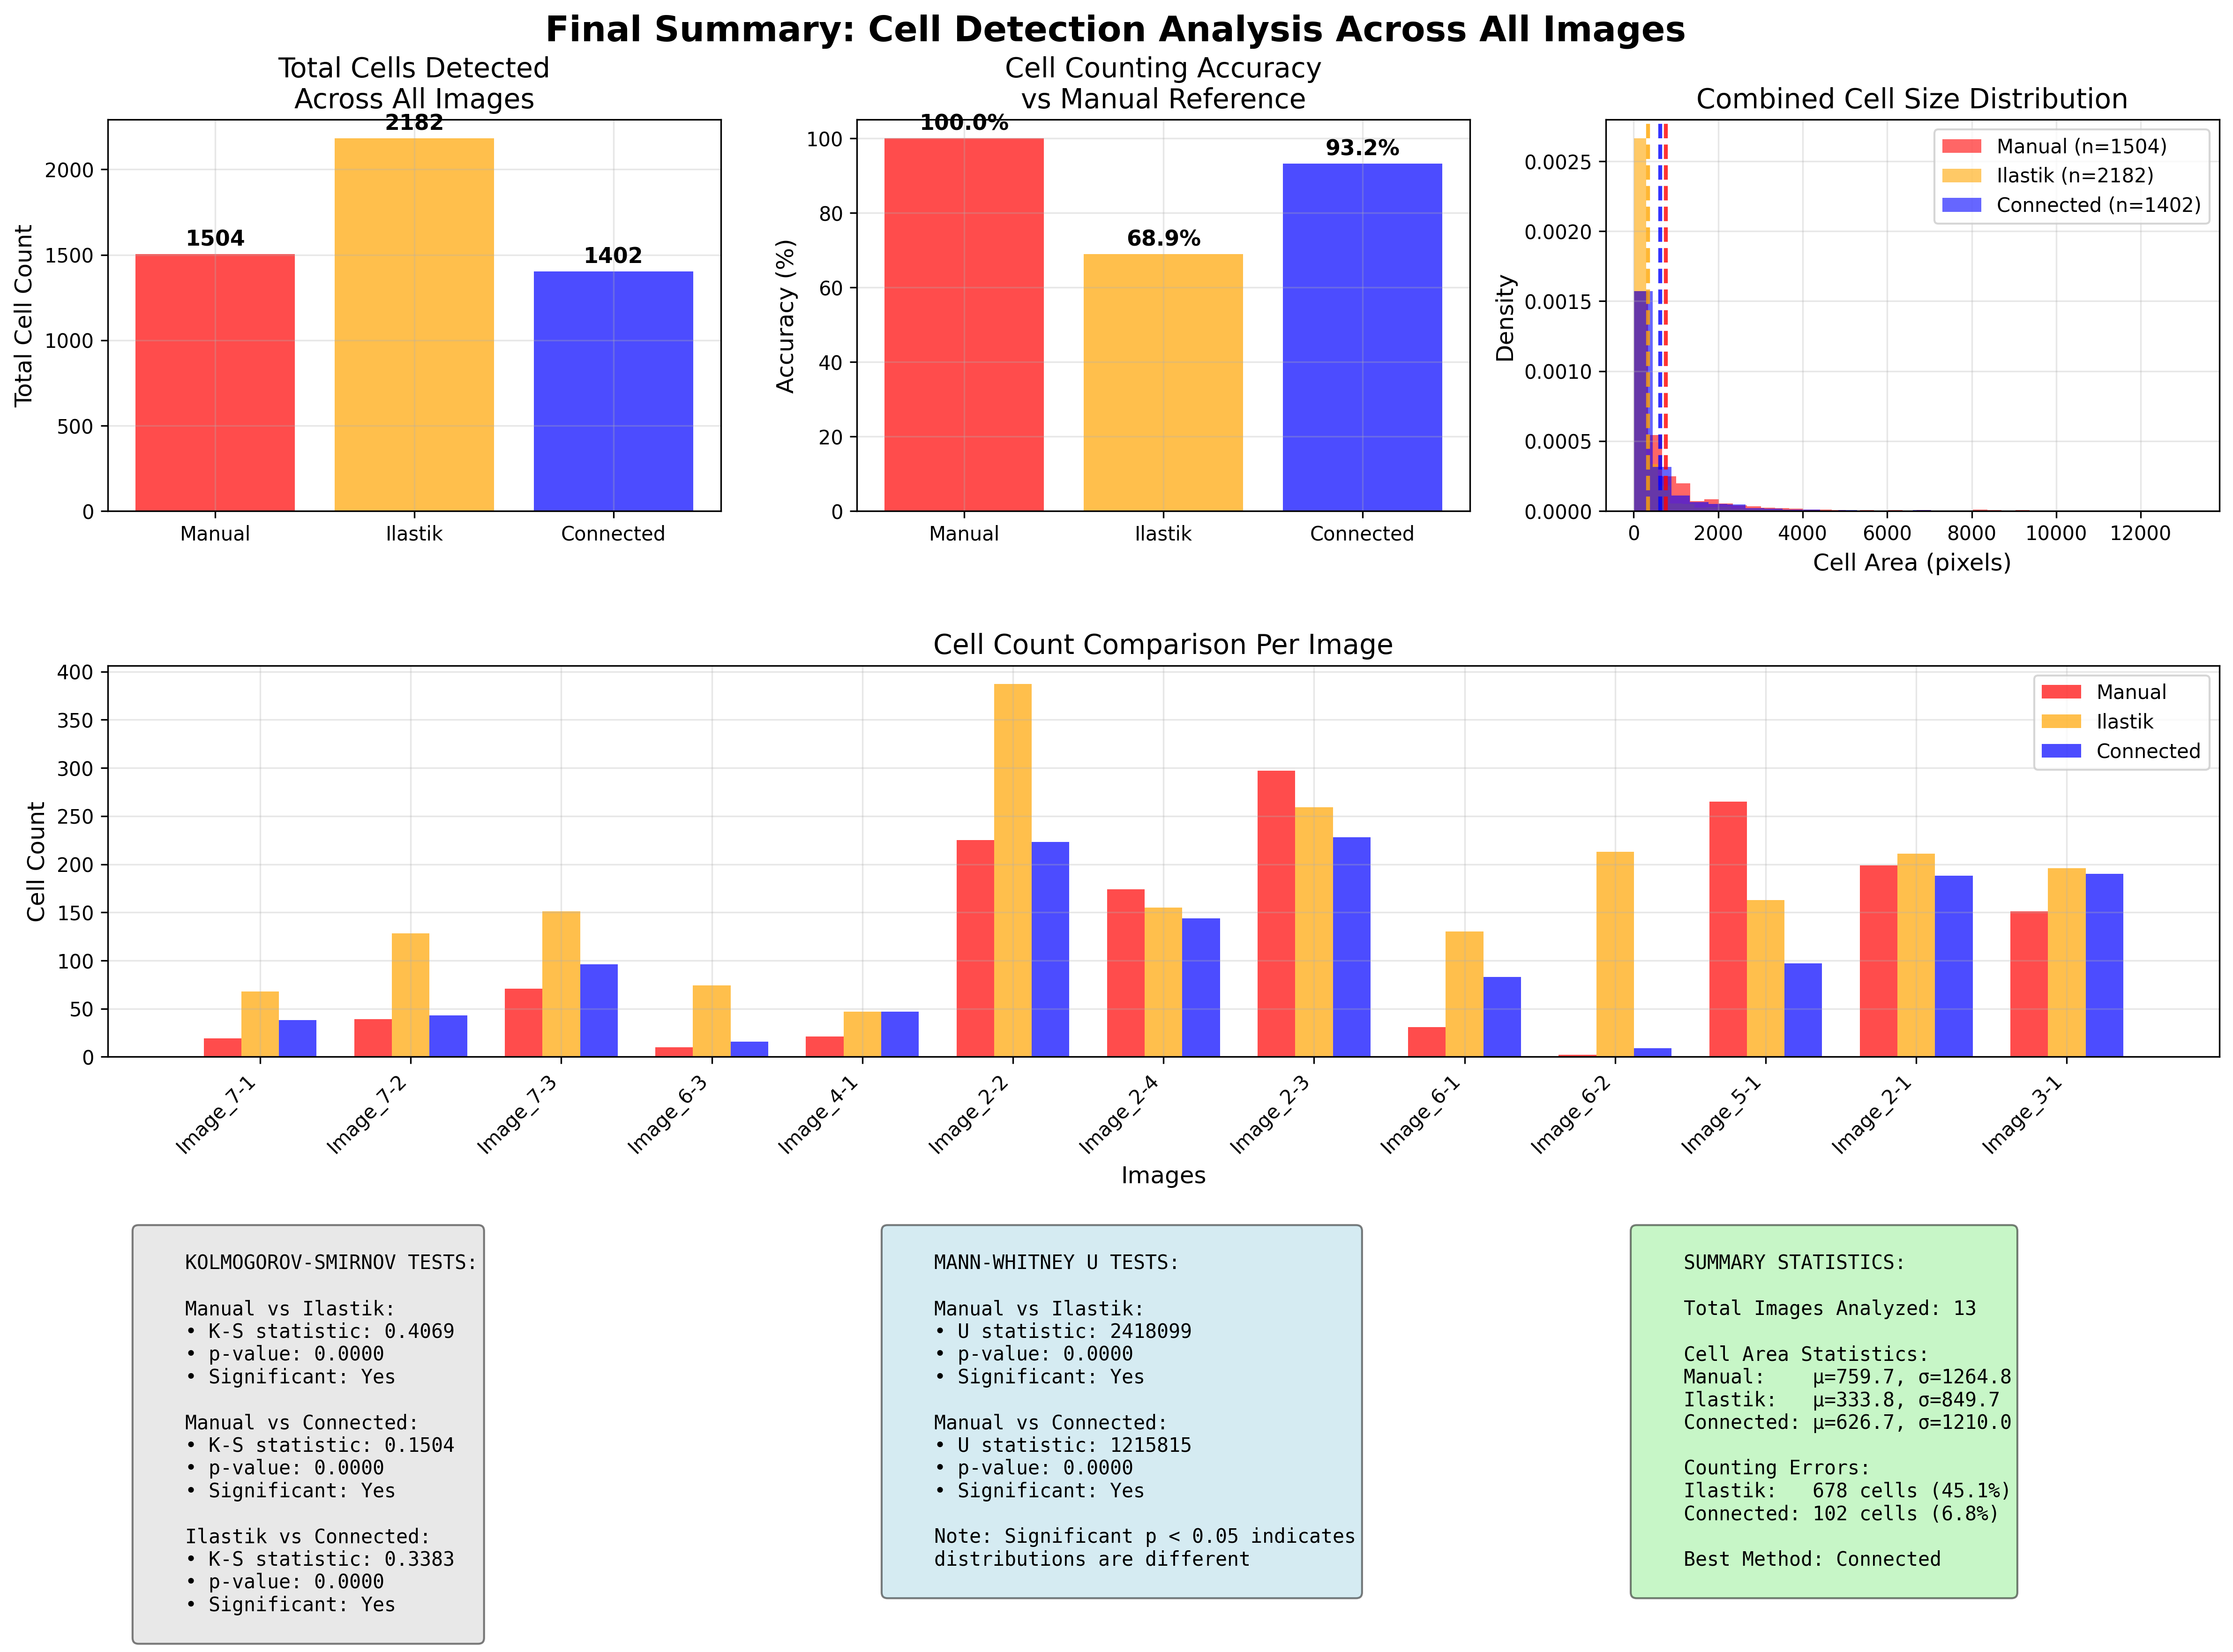 Final Summary: Cell Detection Analysis Across All Images
Total Cells Detected
Across All Images
Total Cell Count
2000
1500
1000
500
0
1504
2182
1402
Manual
Ilastik
Connected
Cell Counting Accuracy
vs Manual Reference
Accuracy (%)
100
80
60
40
20
0
100.0%
68.9%
93.2%
Manual
Ilastik
Connected
Combined Cell Size Distribution
Density
0.0025
0.0020
0.0015
0.0010
0.0005
0.0000
Manual (n=1504)
Ilastik (n=2182)
Connected (n=1402)
0
2000
4000
6000
8000
10000
12000
Cell Area (pixels)
Cell Count Comparison Per Image
Cell Count
400
350
300
250
200
150
100
50
0
Manual
Ilastik
Connected
Image_7-1
Image_7-2
Image_7-3
Image_6-3
Image_4-1
Image_2-2
Image_2-4
Image_2-3
Image_6-1
Image_6-2
Image_5-1
Image_2-1
Image_3-1
Images
KOLMOGOROV-SMIRNOV TESTS:
Manual vs Ilastik:
• K-S statistic: 0.4069
• p-value: 0.0000
• Significant: Yes
Manual vs Connected:
• K-S statistic: 0.1504
• p-value: 0.0000
• Significant: Yes
Ilastik vs Connected:
• K-S statistic: 0.3383
• p-value: 0.0000
• Significant: Yes
MANN-WHITNEY U TESTS:
Manual vs Ilastik:
• U statistic: 2418099
• p-value: 0.0000
• Significant: Yes
Manual vs Connected:
• U statistic: 1215815
• p-value: 0.0000
• Significant: Yes
Note: Significant p < 0.05 indicates
distributions are different
SUMMARY STATISTICS:
Total Images Analyzed: 13
Cell Area Statistics:
Manual: μ=759.7, σ=1264.8
Ilastik: μ=333.8, σ=849.7
Connected: μ=626.7, σ=1210.0
Counting Errors:
Ilastik: 678 cells (45.1%)
Connected: 102 cells (6.8%)
Best Method: Connected